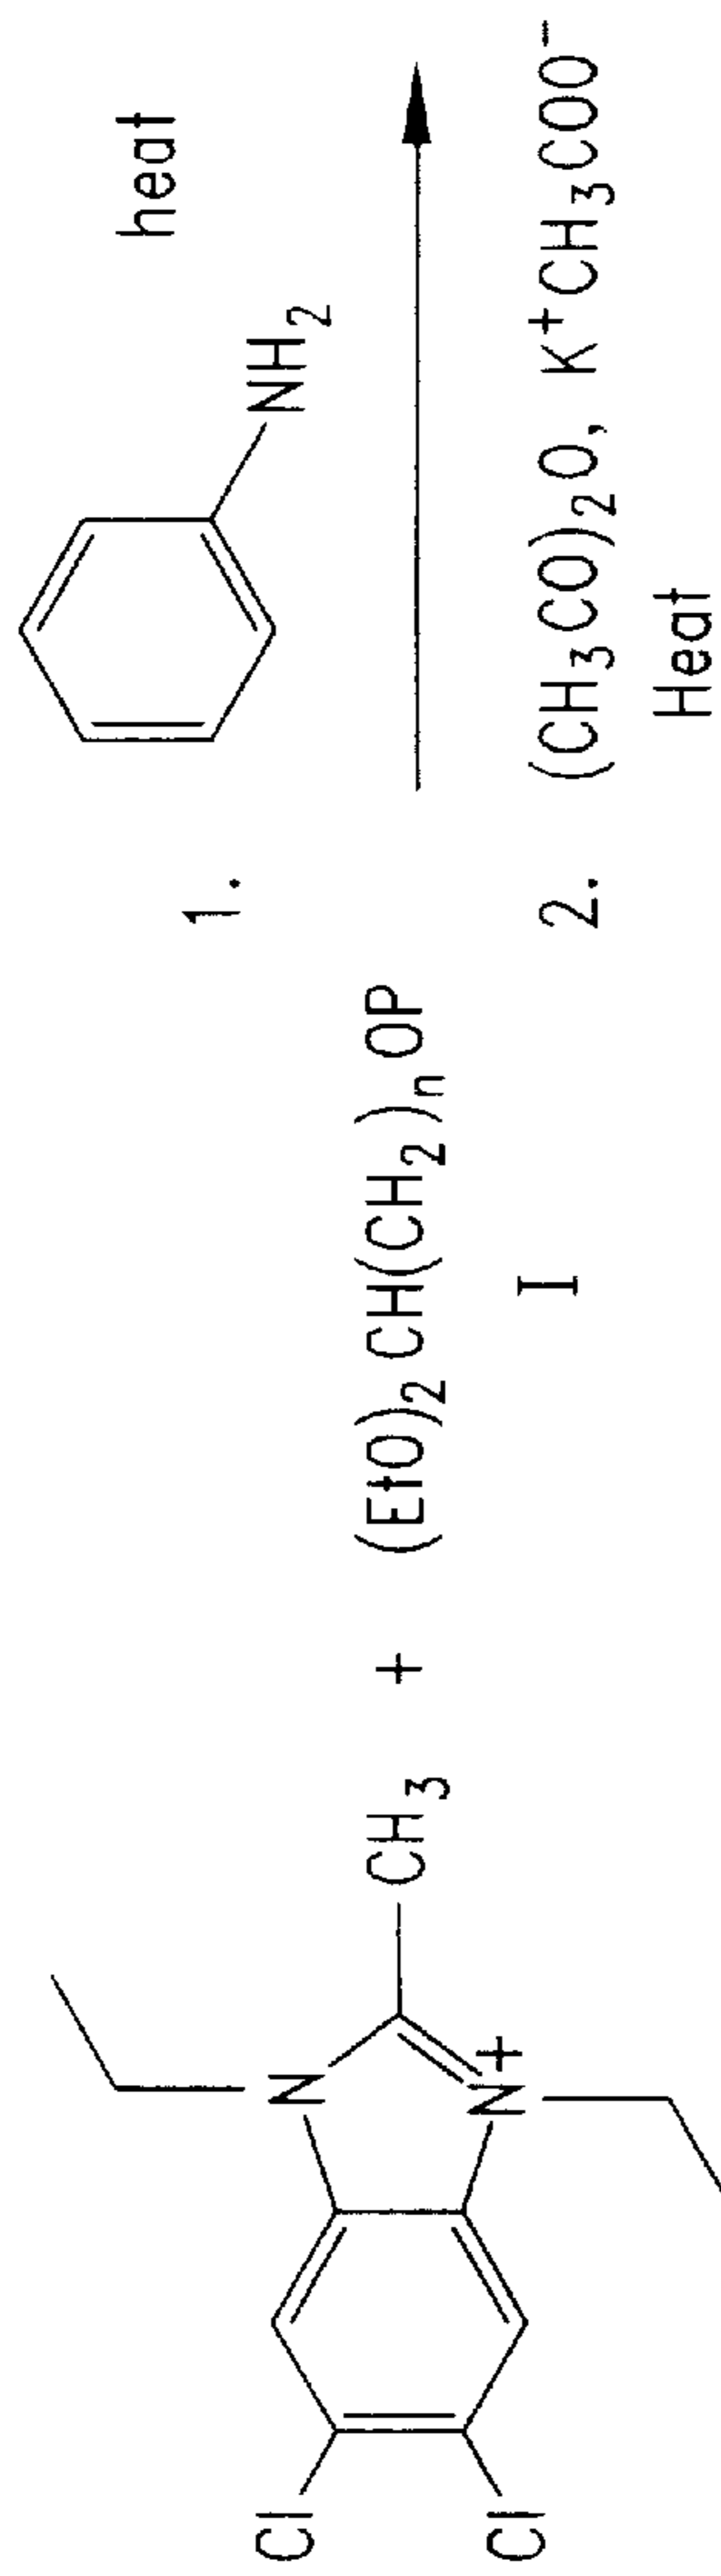 Cl
Cl
N
N+
CH3
+
(EtO)2CH(CH2)nOP
I
1.
NH2
heat
2. (CH3CO)2O, K+CH3COO-
Heat